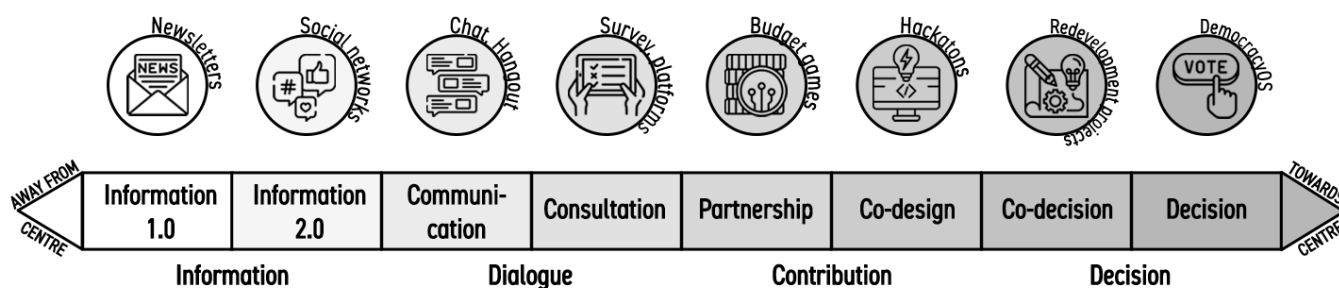 Newsletters
Social networks
Chat, Hangout
Survey platforms
Budget games
Hackatons
Redevelopment projects
DemocracyOS
NEWS
#
</>
VOTE
AWAY FROM
CENTRE
Information
1.0
Information
2.0
Communi-
cation
Consultation
Partnership
Co-design
Co-decision
Decision
TOWARDS
CENTRE
Information
Dialogue
Contribution
Decision